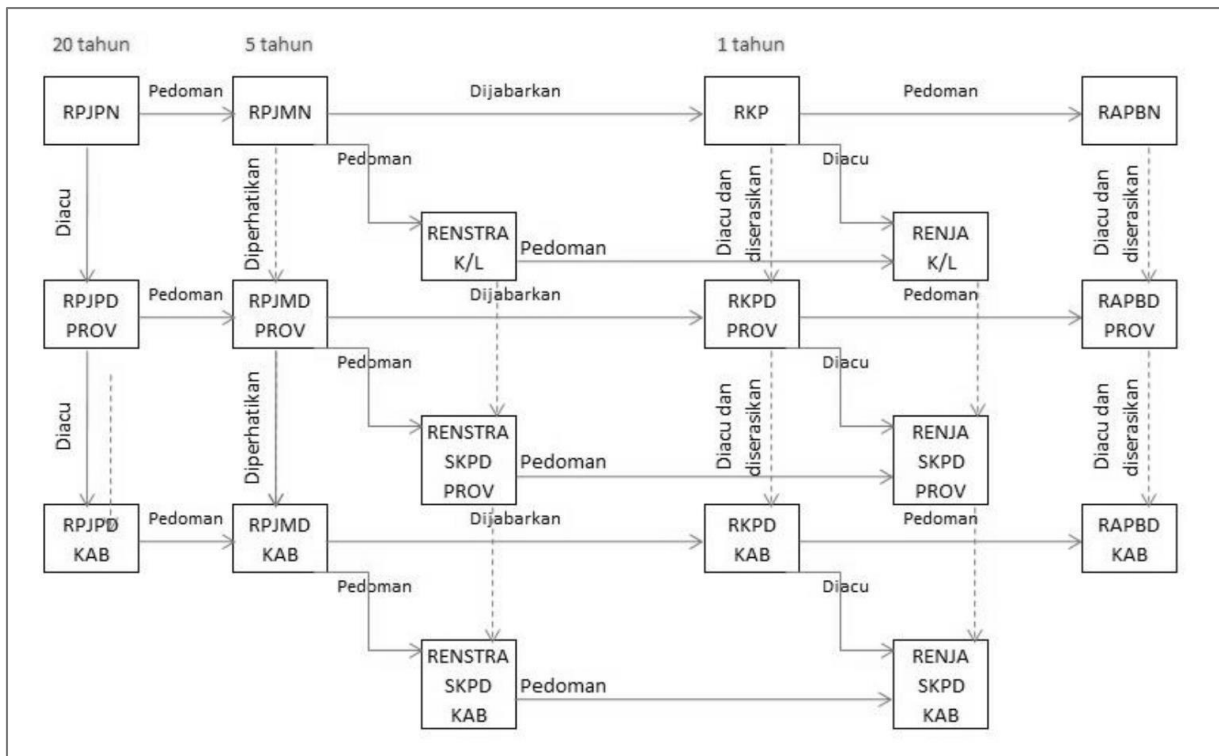 20 tahun
5 tahun
1 tahun
RPJPN
Pedoman
RPJMN
Dijabarkan
RKP
Pedoman
RAPBN
Diacu
Diperhatikan
Pedoman
Diacu dan
diserasikan
Diacu
Diacu dan
diserasikan
RENSTRA
K/L
Pedoman
RENJA
K/L
RPJPD
PROV
Pedoman
RPJMD
PROV
Dijabarkan
RKPD
PROV
Pedoman
RAPBD
PROV
Diacu
Diperhatikan
Pedoman
Diacu dan
diserasikan
Diacu
Diacu dan
diserasikan
RENSTRA
SKPD
PROV
Pedoman
RENJA
SKPD
PROV
RPJPD
KAB
Pedoman
RPJMD
KAB
Dijabarkan
RKPD
KAB
Pedoman
RAPBD
KAB
Pedoman
Diacu
RENSTRA
SKPD
KAB
Pedoman
RENJA
SKPD
KAB